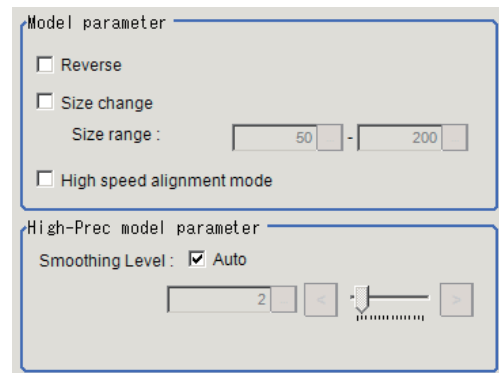 Model parameter
Reverse
Size change
Size range : 50 - 200
High speed alignment mode
High-Prec model parameter
Smoothing Level : Auto
2 < >